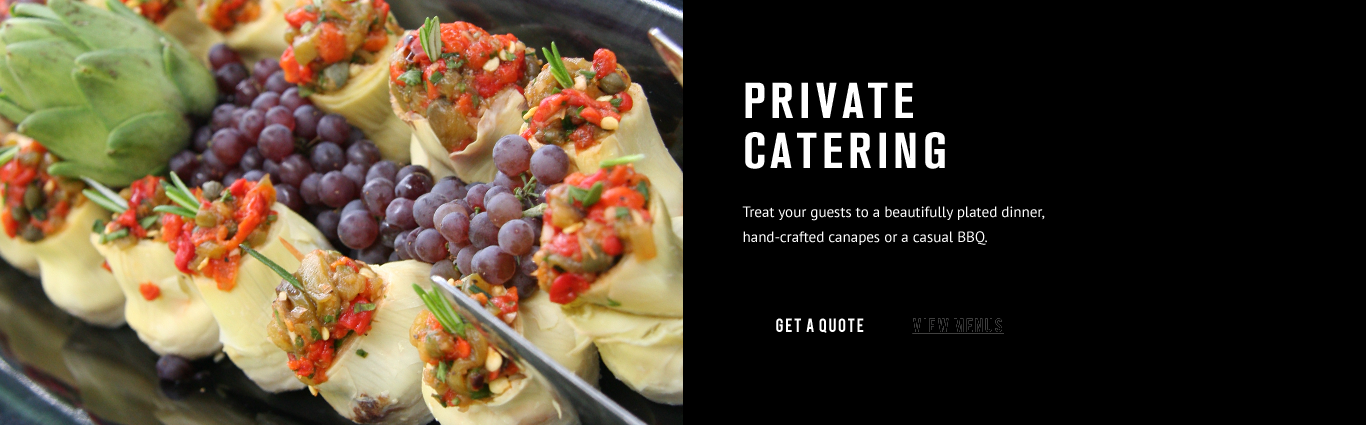 PRIVATE
CATERING
Treat your guests to a beautifully plated dinner,
hand-crafted canapes or a casual BBQ.
GET A QUOTE VIEW MENUS